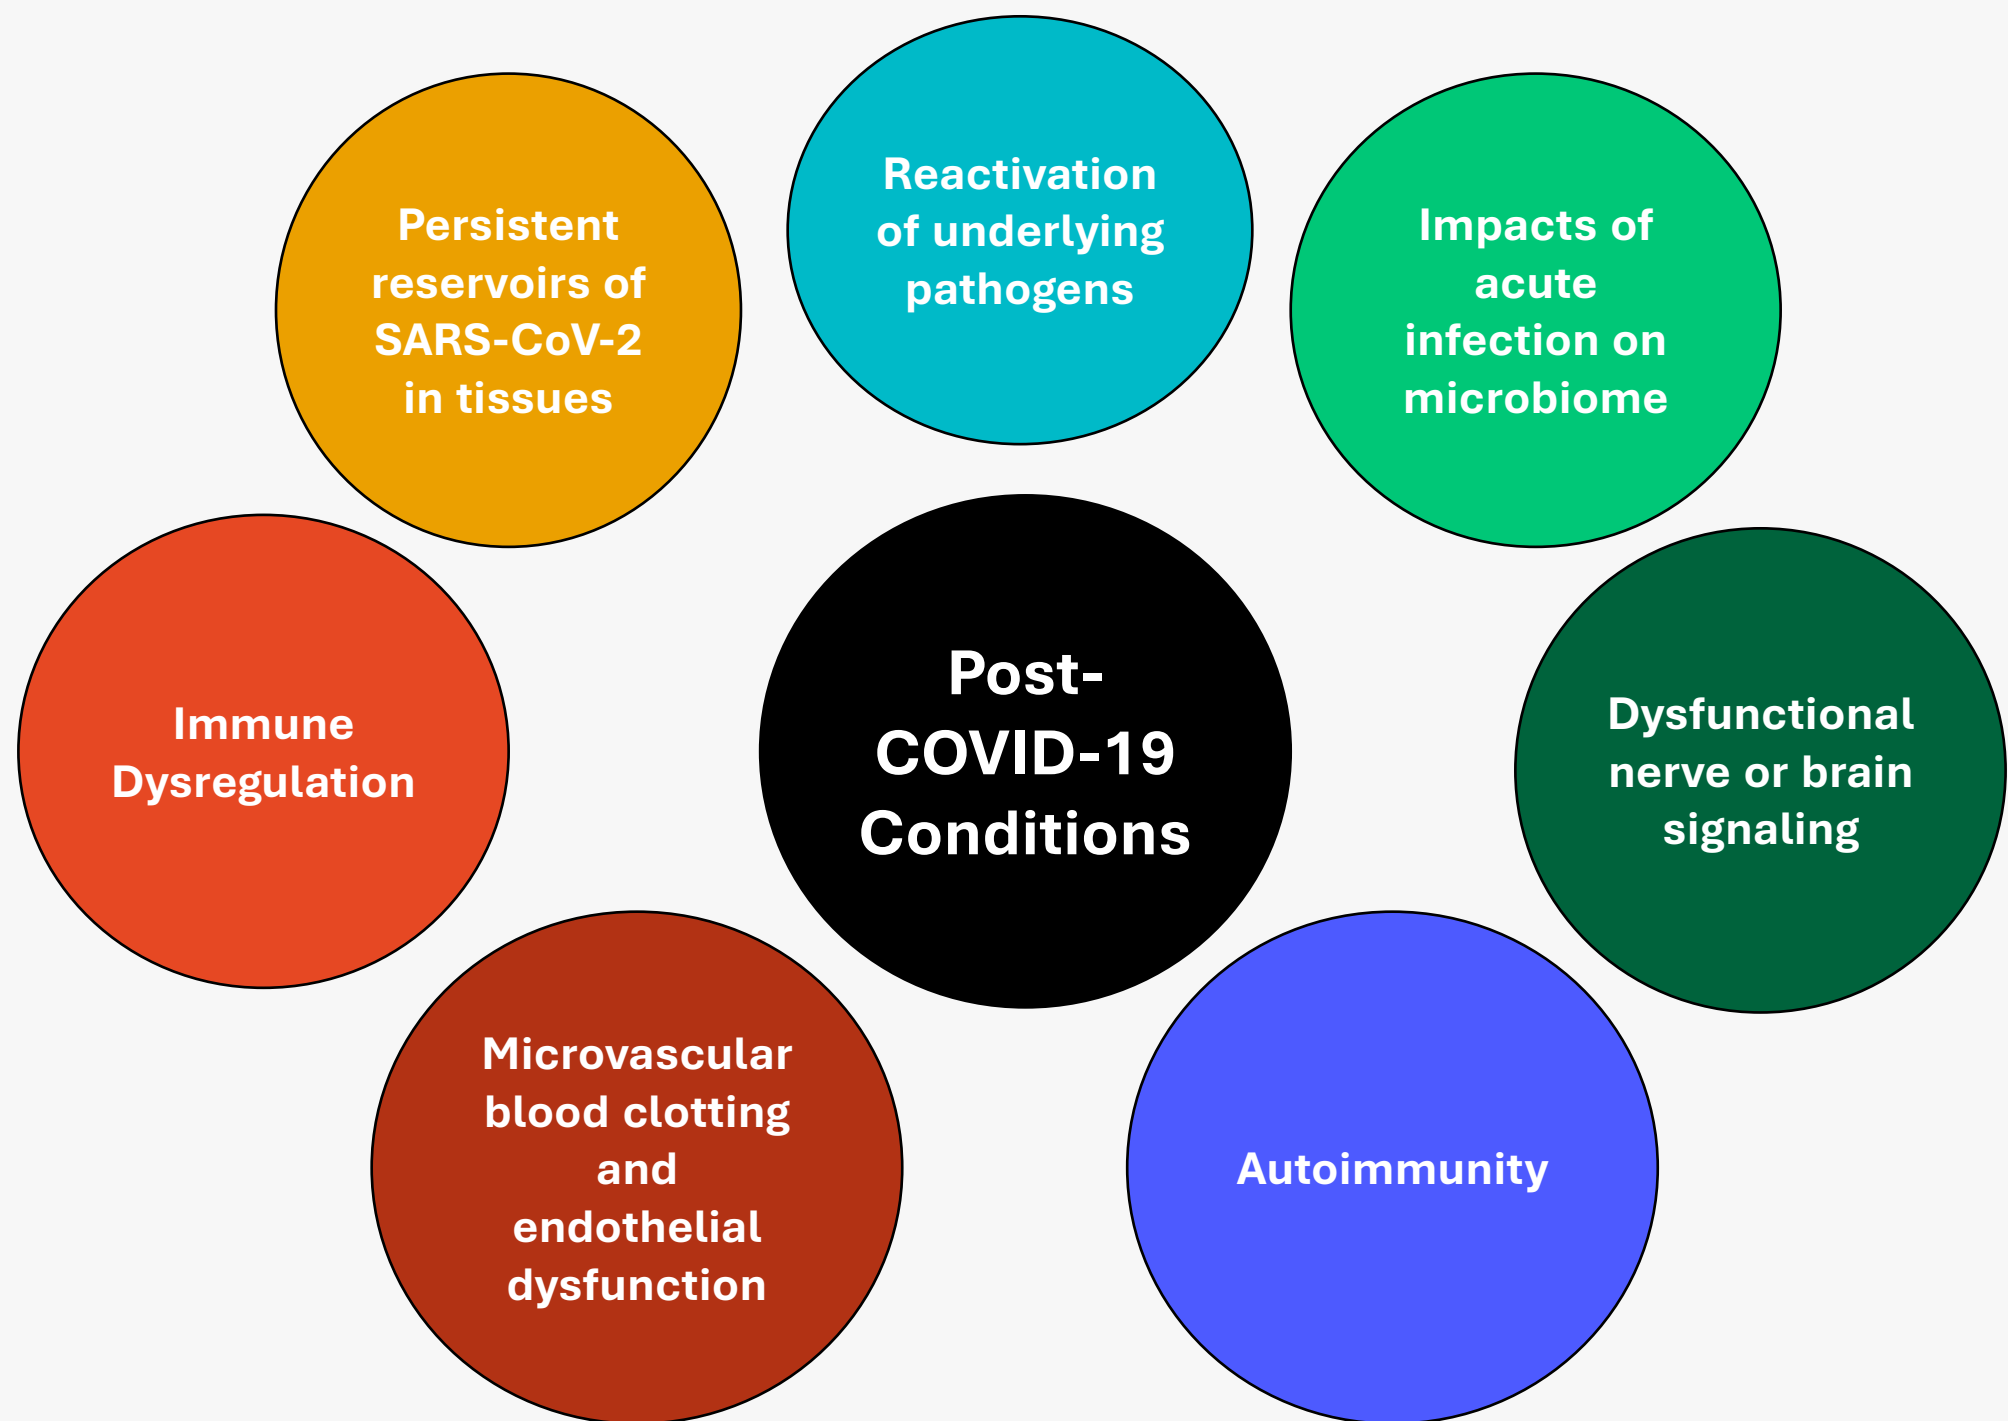 Reactivation
of underlying
pathogens
Persistent
reservoirs of
SARS-CoV-2
in tissues
Impacts of
acute
infection on
microbiome
Immune
Dysregulation
Post-
COVID-19
Conditions
Dysfunctional
nerve or brain
signaling
Microvascular
blood clotting
and
endothelial
dysfunction
Autoimmunity